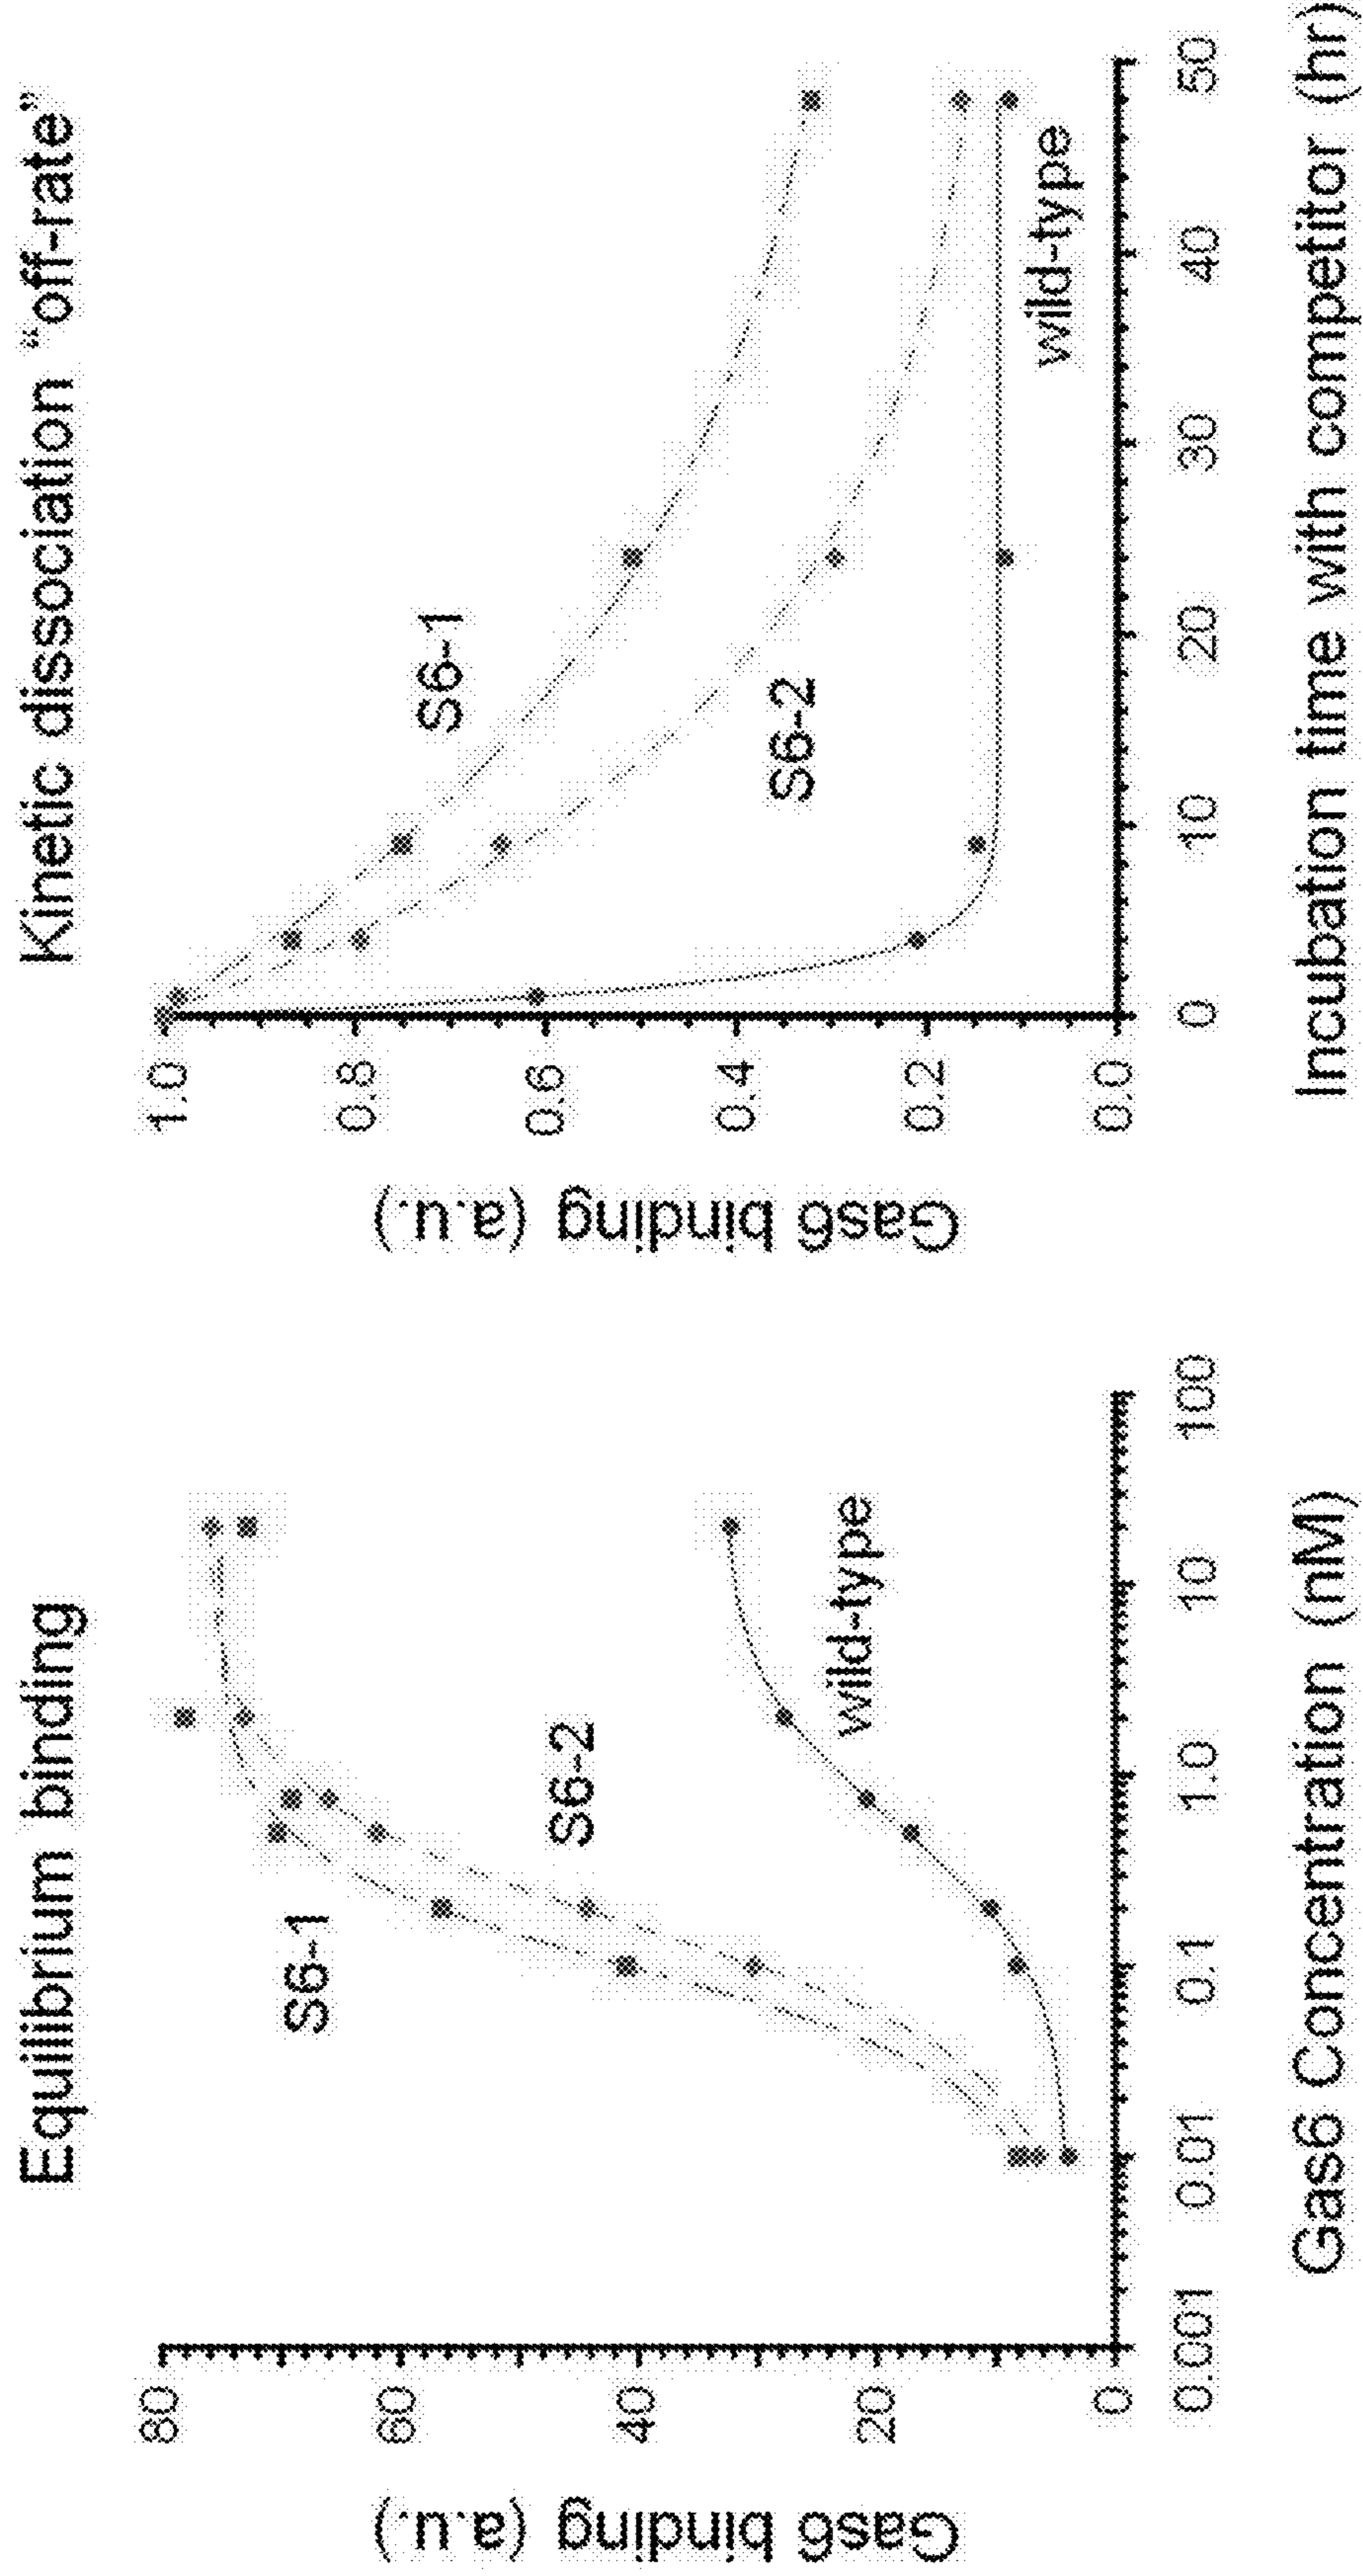 Equilibrium binding
Gas6 binding (a.u.)
80
60
40
20
0
S6-1
S6-2
wild-type
0.001
0.01
0.1
1.0
10
100
Gas6 Concentration (nM)
Kinetic dissociation “off-rate”
Gas6 binding (a.u.)
1.0
0.8
0.6
0.4
0.2
0.0
S6-1
S6-2
wild-type
0
10
20
30
40
50
Incubation time with competitor (hr)